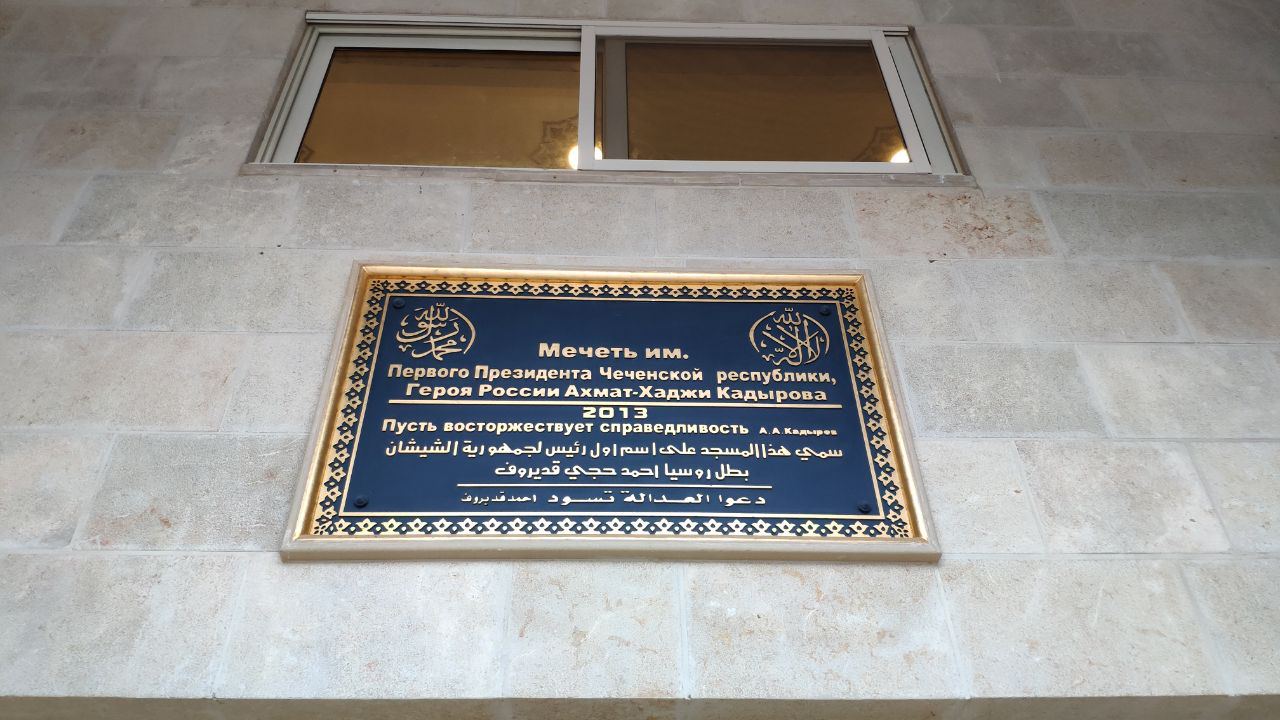 محمد رسول الله
لا إله إلا الله
Мечеть им.
Первого Президента Чеченской республики,
Героя России Ахмат-Хаджи Кадырова
2013
Пусть восторжествует справедливость А.А.Кадыров
سمي هذا المسجد على اسم اول رئيس لجمهورية الشيشان
بطل روسيا احمد حجي قديروف
دعوا العدالة تسود احمد قديروف